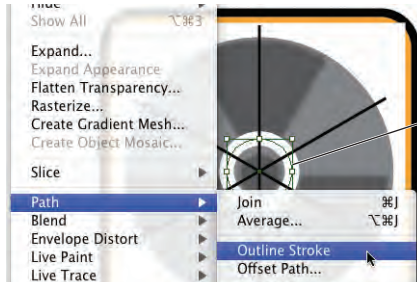 Hide
Show All ⌥⌘3
Expand...
Expand Appearance
Flatten Transparency...
Rasterize...
Create Gradient Mesh...
Create Object Mosaic...
Slice
Path
Blend
Envelope Distort
Live Paint
Live Trace
Join ⌘J
Average... ⌥⌘J
Outline Stroke
Offset Path...